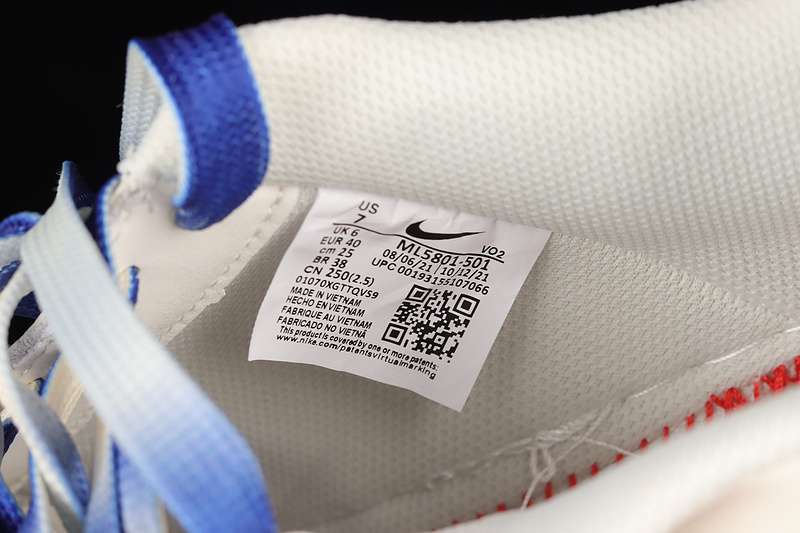 US
7
UK 6
EUR 40
cm 25
BR 38
CN 250(2.5)
01070XGTTQV59
VO2
ML5801-501
08/06/21 | 10/12/21
UPC 00193155107066
MADE IN VIETNAM
HECHO EN VIETNAM
FABRIQUE AU VIETNAM
FABRICADO NO VIETNÃ
This product is covered by one or more patents:
www.nike.com/patentsvirtualmarking